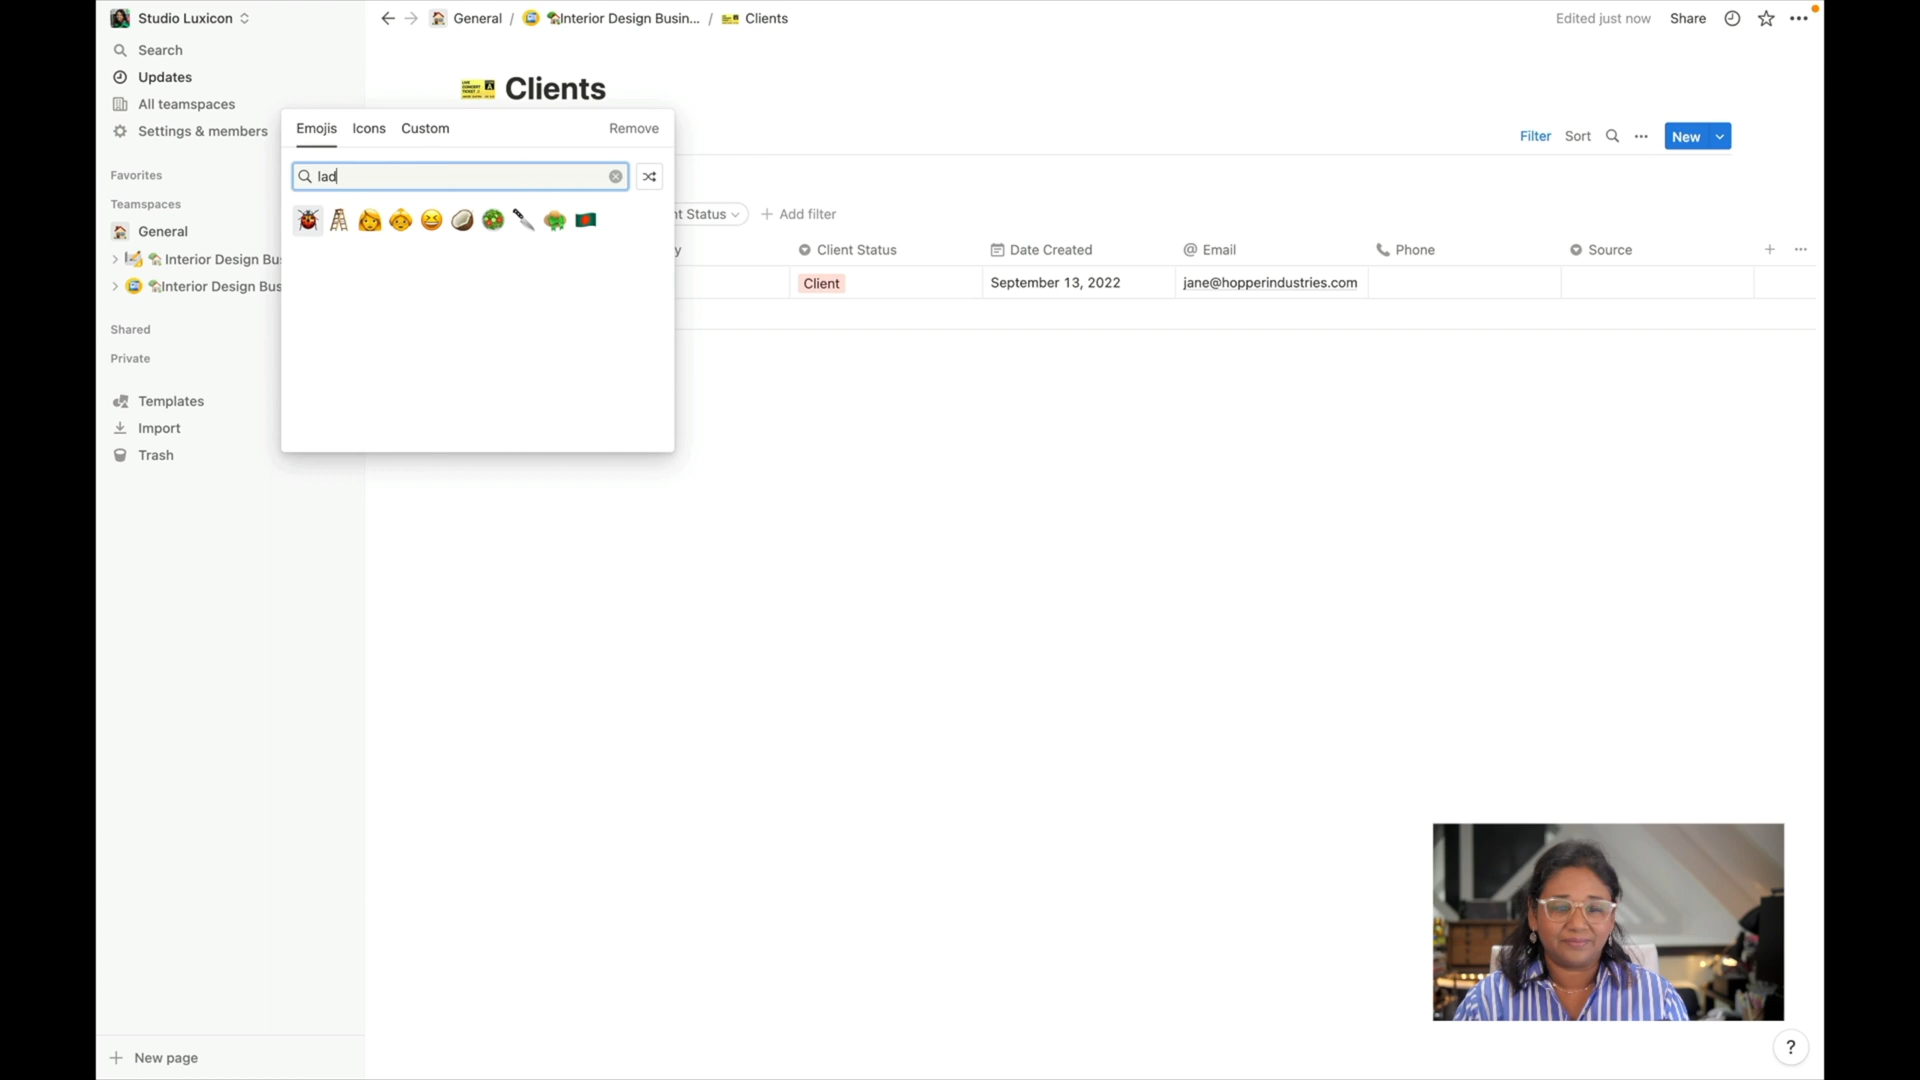 Studio Luxicon
General / Interior Design Busin... / Clients
Edited just now
Share
Search
Updates
All teamspaces
Settings & members
Favorites
Teamspaces
General
Interior Design Bus
Interior Design Bus
Shared
Private
Templates
Import
Trash
New page
Clients
Emojis
Icons
Custom
Remove
lad
Filter
Sort
New
nt Status
Add filter
y
Client Status
Date Created
Email
Phone
Source
Client
September 13, 2022
jane@hopperindustries.com
?